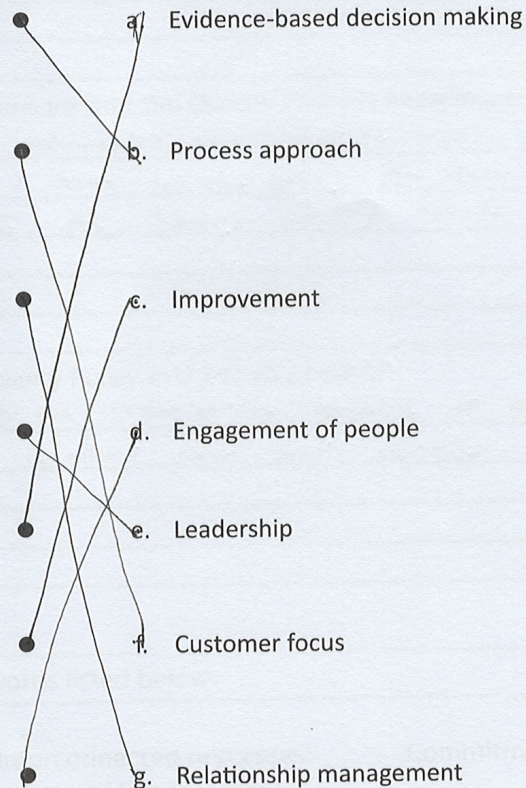 a. Evidence-based decision making
b. Process approach
c. Improvement
d. Engagement of people
e. Leadership
f. Customer focus
g. Relationship management